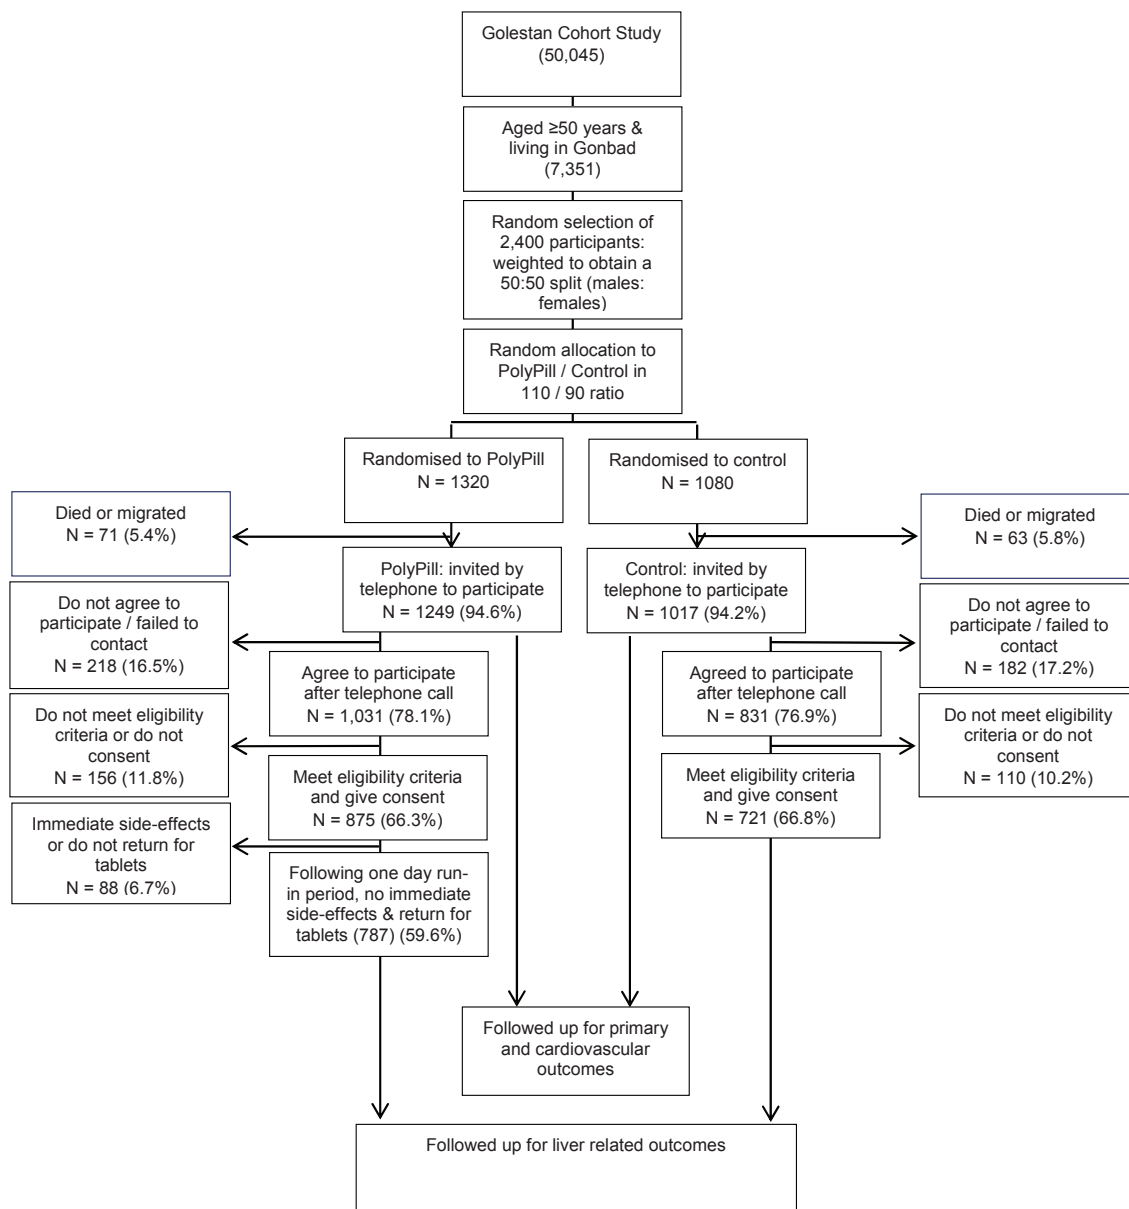 Golestan Cohort Study
(50,045)
Aged ≥50 years &
living in Gonbad
(7,351)
Random selection of
2,400 participants:
weighted to obtain a
50:50 split (males:
females)
Random allocation to
PolyPill / Control in
110 / 90 ratio
Randomised to PolyPill
N = 1320
Randomised to control
N = 1080
Died or migrated
N = 71 (5.4%)
Died or migrated
N = 63 (5.8%)
PolyPill: invited by
telephone to participate
N = 1249 (94.6%)
Control: invited by
telephone to participate
N = 1017 (94.2%)
Do not agree to
participate / failed to
contact
N = 218 (16.5%)
Do not agree to
participate / failed to
contact
N = 182 (17.2%)
Agree to participate
after telephone call
N = 1,031 (78.1%)
Agreed to participate
after telephone call
N = 831 (76.9%)
Do not meet eligibility
criteria or do not
consent
N = 156 (11.8%)
Do not meet eligibility
criteria or do not
consent
N = 110 (10.2%)
Meet eligibility criteria
and give consent
N = 875 (66.3%)
Meet eligibility criteria
and give consent
N = 721 (66.8%)
Immediate side-effects
or do not return for
tablets
N = 88 (6.7%)
Following one day run-
in period, no immediate
side-effects & return for
tablets (787) (59.6%)
Followed up for primary
and cardiovascular
outcomes
Followed up for liver related outcomes